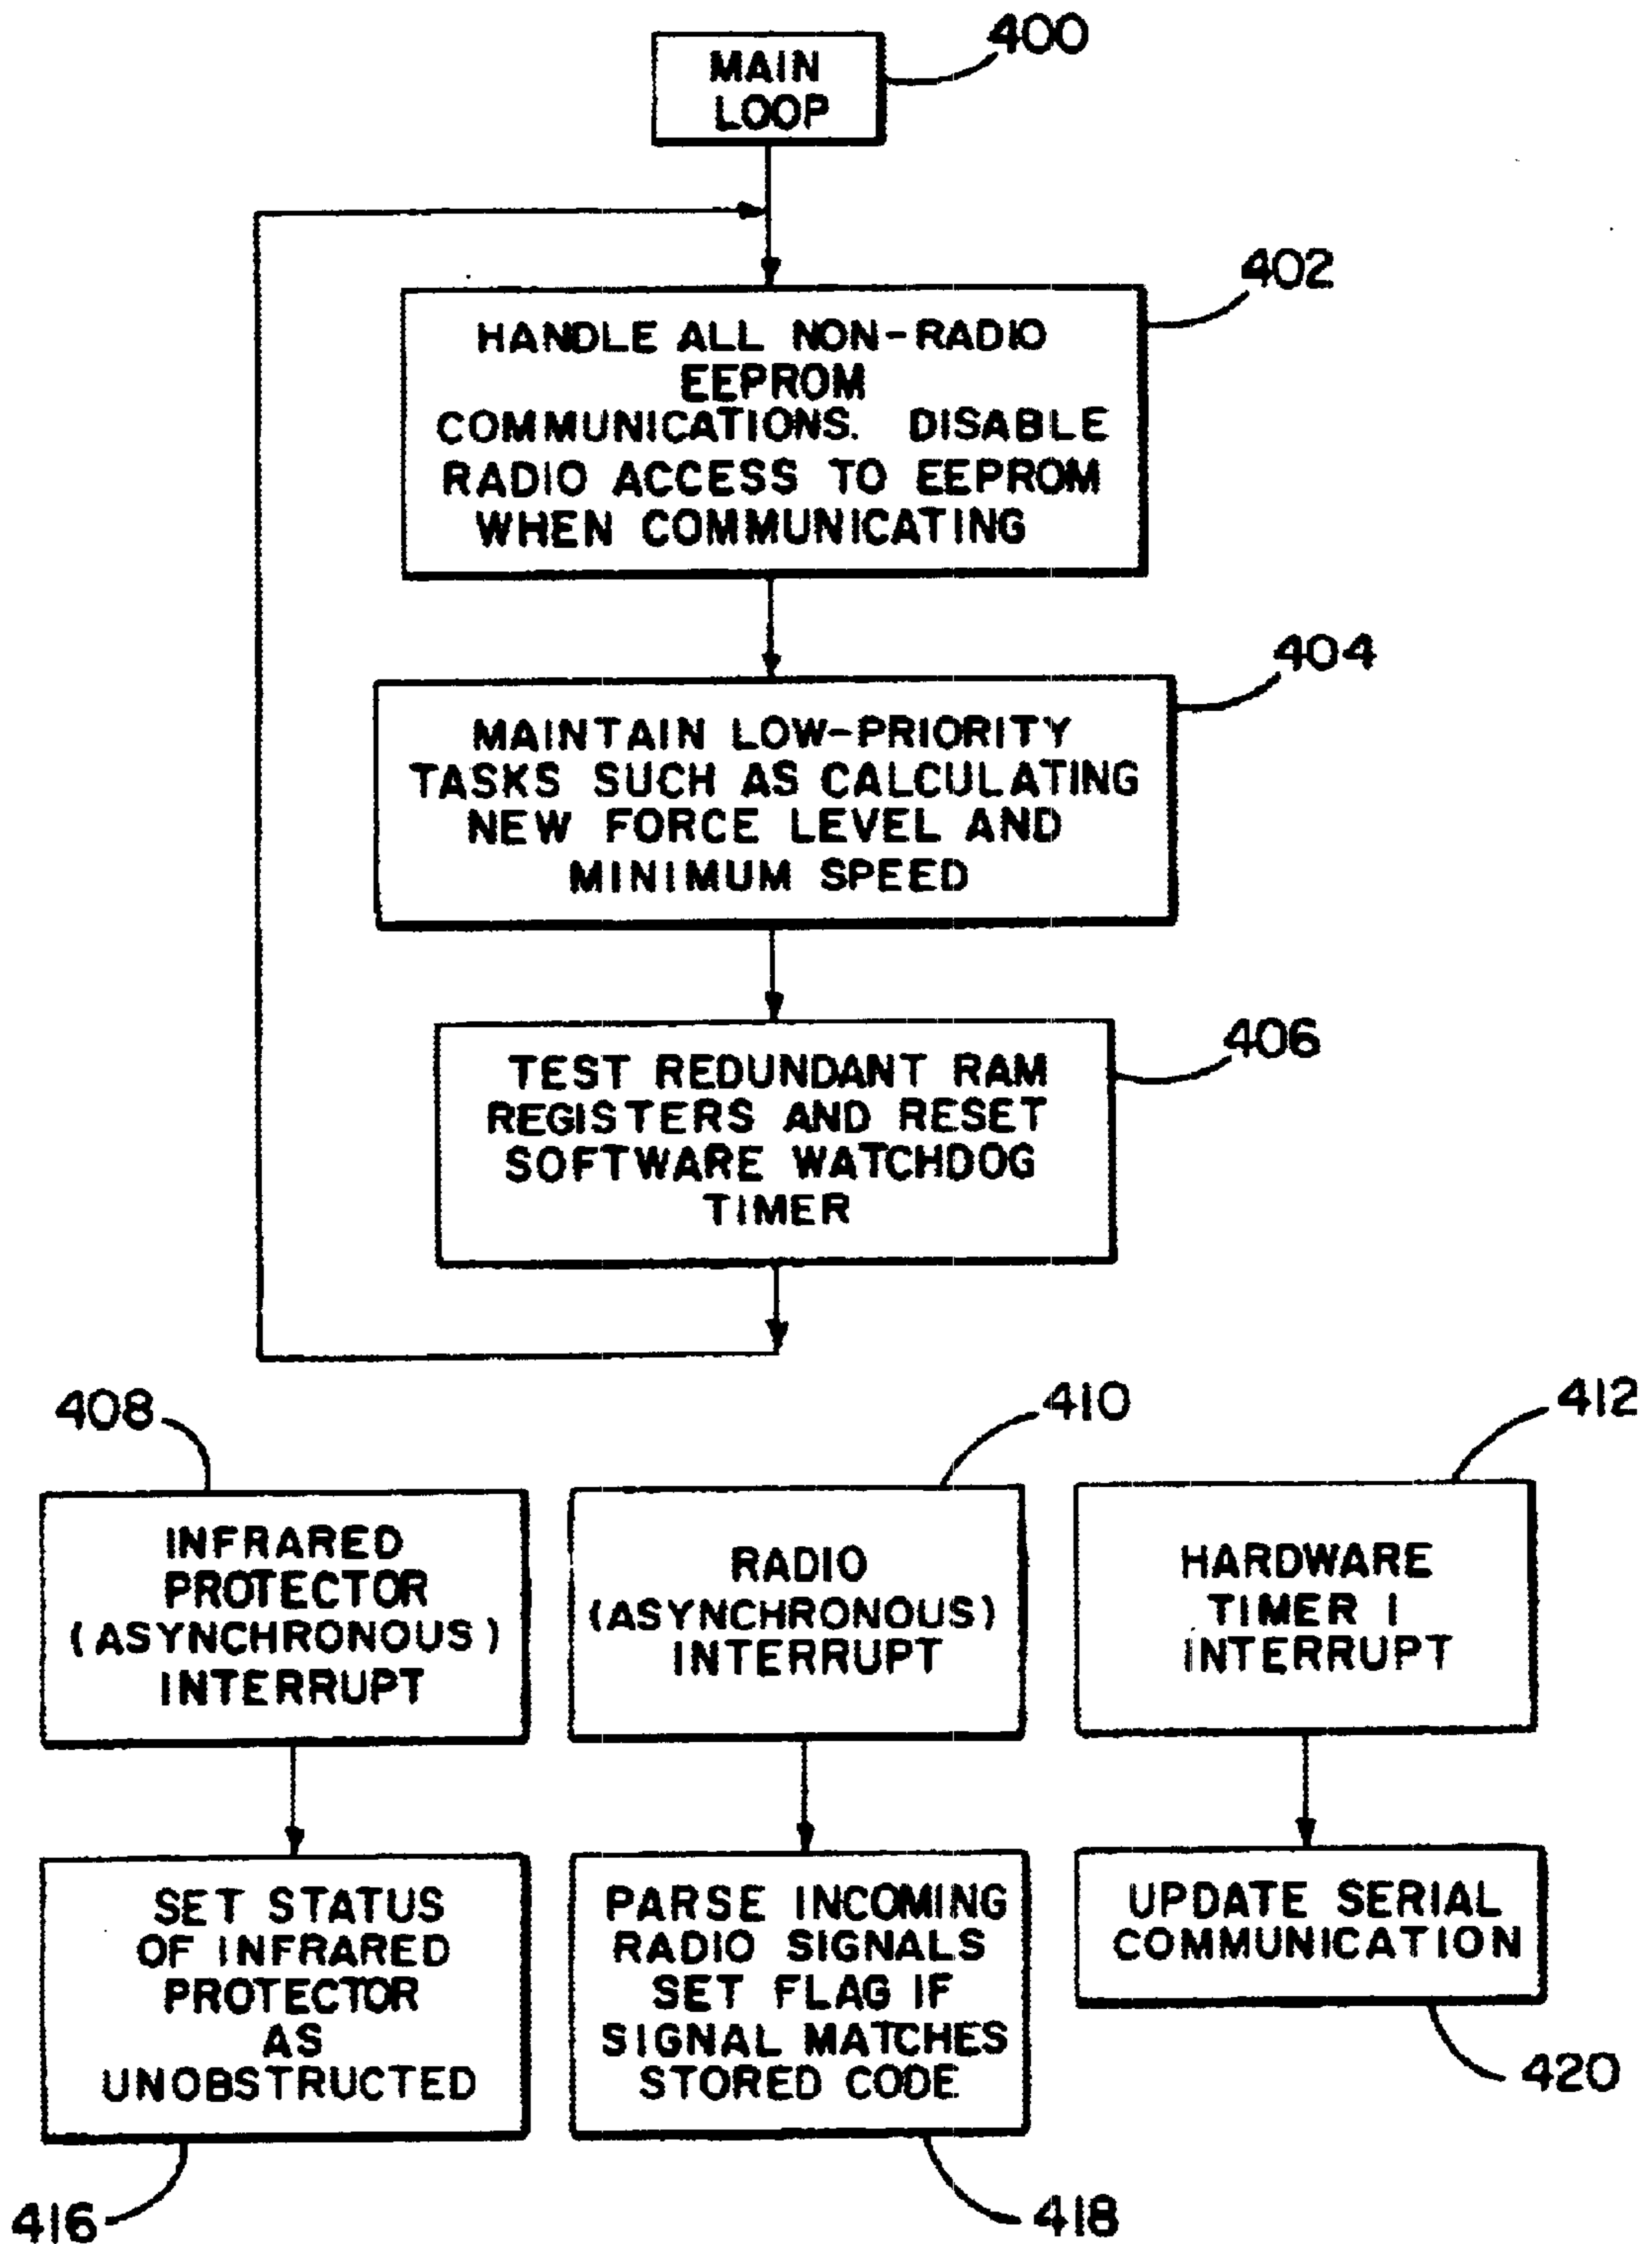 400
MAIN
LOOP
402
HANDLE ALL NON-RADIO
EEPROM
COMMUNICATIONS. DISABLE
RADIO ACCESS TO EEPROM
WHEN COMMUNICATING
404
MAINTAIN LOW-PRIORITY
TASKS SUCH AS CALCULATING
NEW FORCE LEVEL AND
MINIMUM SPEED
406
TEST REDUNDANT RAM
REGISTERS AND RESET
SOFTWARE WATCHDOG
TIMER
408
INFRARED
PROTECTOR
(ASYNCHRONOUS)
INTERRUPT
410
RADIO
(ASYNCHRONOUS)
INTERRUPT
412
HARDWARE
TIMER 1
INTERRUPT
SET STATUS
OF INFRARED
PROTECTOR
AS
UNOBSTRUCTED
416
PARSE INCOMING
RADIO SIGNALS
SET FLAG IF
SIGNAL MATCHES
STORED CODE
418
UPDATE SERIAL
COMMUNICATION
420